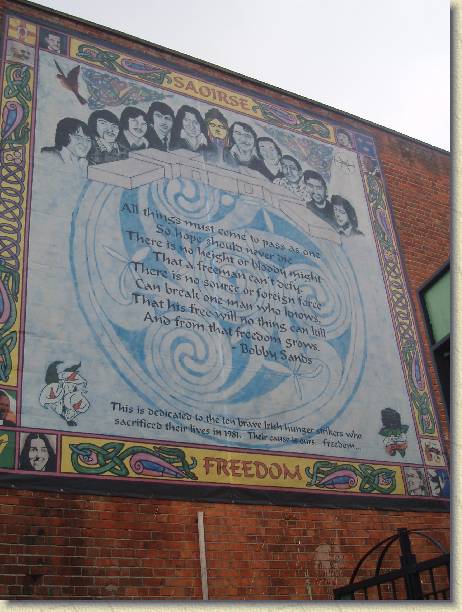 SAOIRSE
All things must come to pass as one
So hope should never die
There is no height or bloody might
That a freeman can't defy.
There is no source or foreign force
Can break one man who knows,
That his free will no thing can kill
And from that freedom grows.
- Bobby Sands
This is dedicated to the ten brave Irish hunger strikers who
sacrificed their lives in 1981. Their cause is ours freedom...
FREEDOM